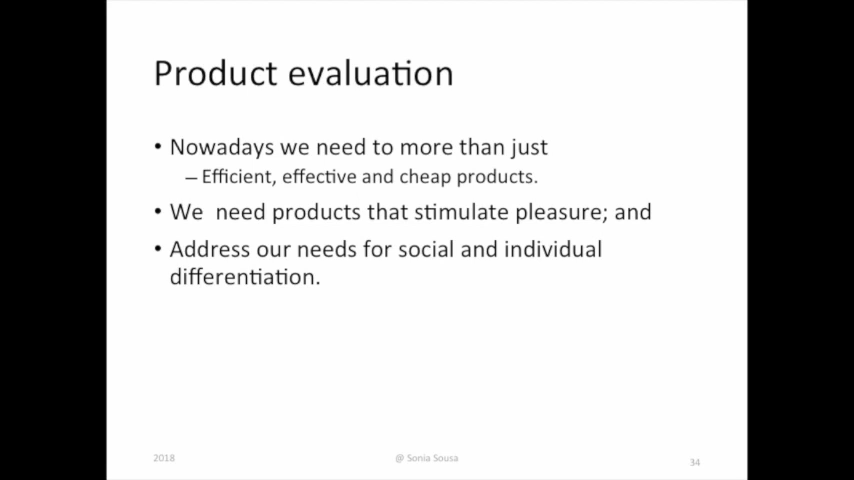 Product evaluation
• Nowadays we need to more than just
– Efficient, effective and cheap products.
• We  need products that stimulate pleasure; and
• Address our needs for social and individual
differentiation.
2018
@ Sonia Sousa
34